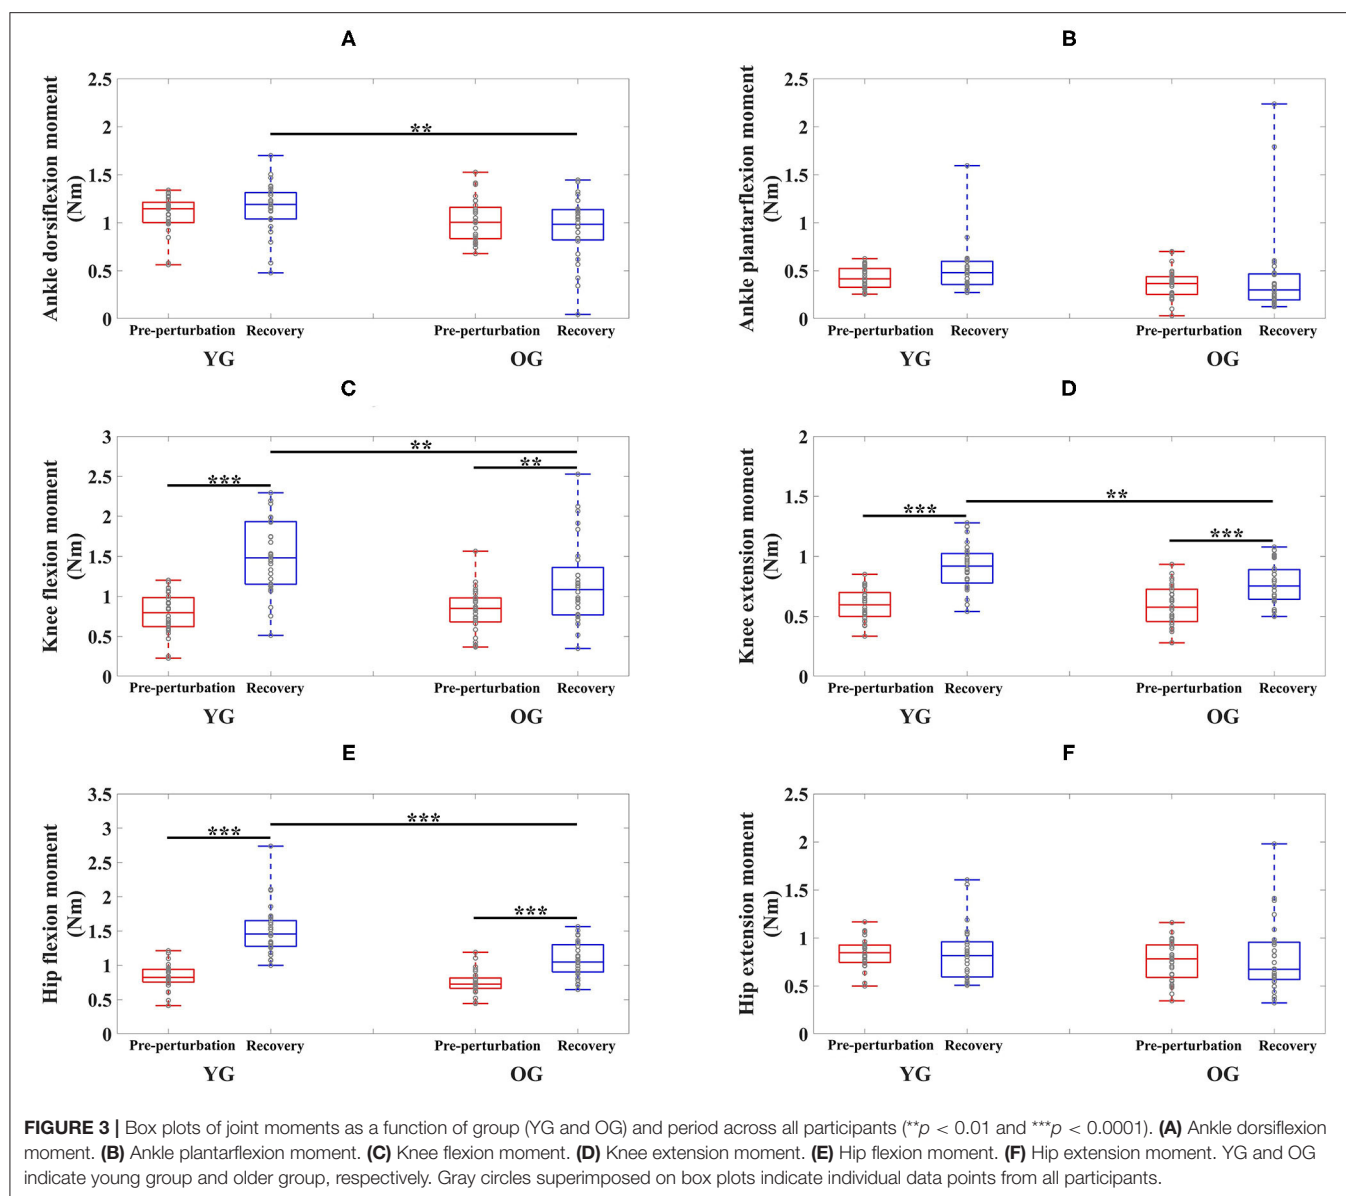 A
Ankle dorsiflexion moment
(Nm)
2.5
2
1.5
1
0.5
0
**
Pre-perturbation Recovery Pre-perturbation Recovery
YG OG
B
Ankle plantarflexion moment
(Nm)
2.5
2
1.5
1
0.5
0
Pre-perturbation Recovery Pre-perturbation Recovery
YG OG
C
Knee flexion moment
(Nm)
3
2.5
2
1.5
1
0.5
0
**
**
***
Pre-perturbation Recovery Pre-perturbation Recovery
YG OG
D
Knee extension moment
(Nm)
2
1.5
1
0.5
0
**
***
***
Pre-perturbation Recovery Pre-perturbation Recovery
YG OG
E
Hip flexion moment
(Nm)
3.5
3
2.5
2
1.5
1
0.5
0
***
***
***
Pre-perturbation Recovery Pre-perturbation Recovery
YG OG
F
Hip extension moment
(Nm)
2.5
2
1.5
1
0.5
0
Pre-perturbation Recovery Pre-perturbation Recovery
YG OG
FIGURE 3 | Box plots of joint moments as a function of group (YG and OG) and period across all participants (**p < 0.01 and ***p < 0.0001). (A) Ankle dorsiflexion
moment. (B) Ankle plantarflexion moment. (C) Knee flexion moment. (D) Knee extension moment. (E) Hip flexion moment. (F) Hip extension moment. YG and OG
indicate young group and older group, respectively. Gray circles superimposed on box plots indicate individual data points from all participants.